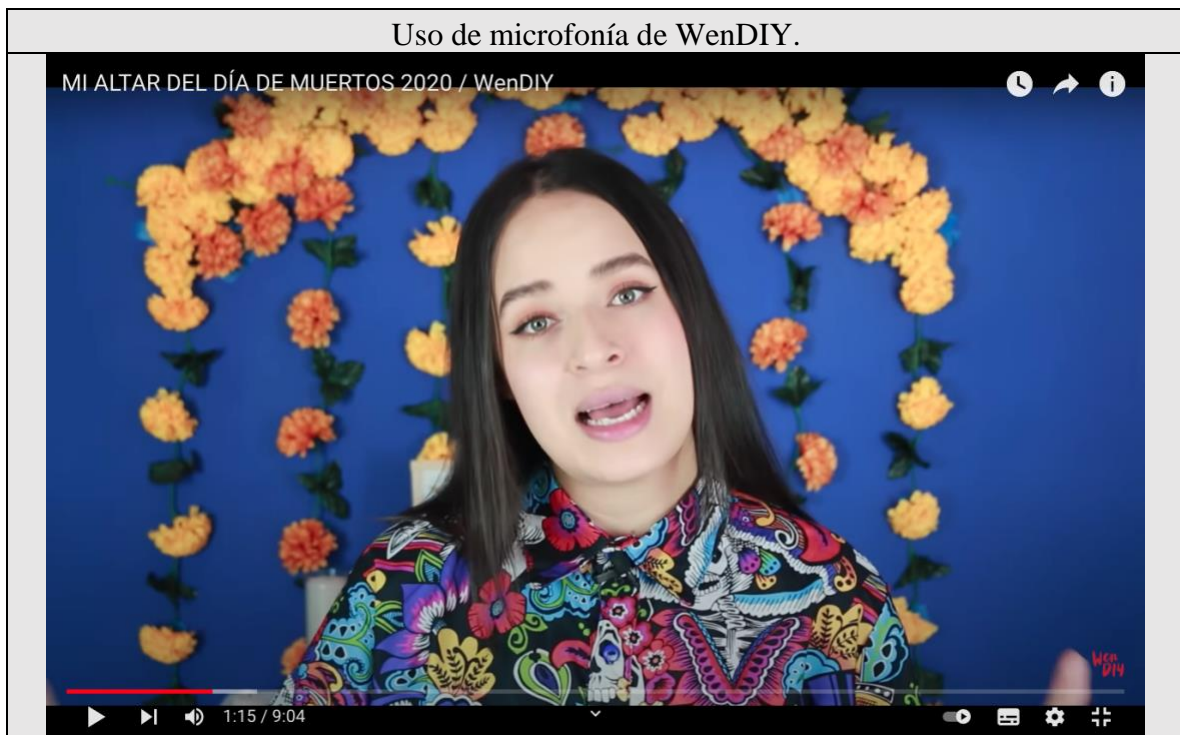 Uso de microfonía de WenDIY.
MI ALTAR DEL DÍA DE MUERTOS 2020 / WenDIY
Wen
DIY
1:15 / 9:04